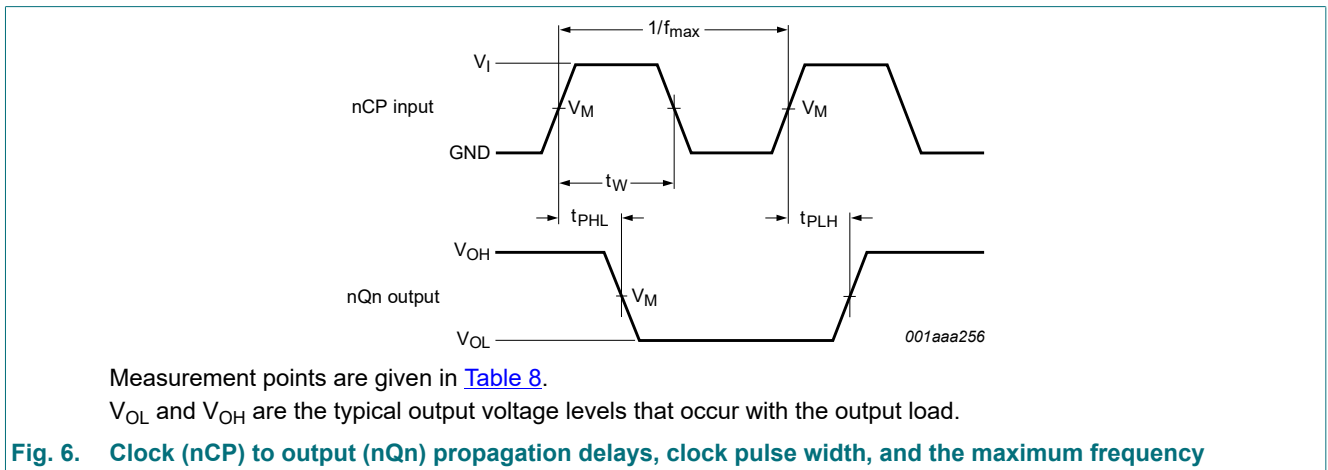 1/fmax
VI
nCP input
VM
VM
GND
tW
tPHL
tPLH
VOH
nQn output
VM
VOL
001aaa256
Measurement points are given in Table 8.
VOL and VOH are the typical output voltage levels that occur with the output load.
Fig. 6. Clock (nCP) to output (nQn) propagation delays, clock pulse width, and the maximum frequency